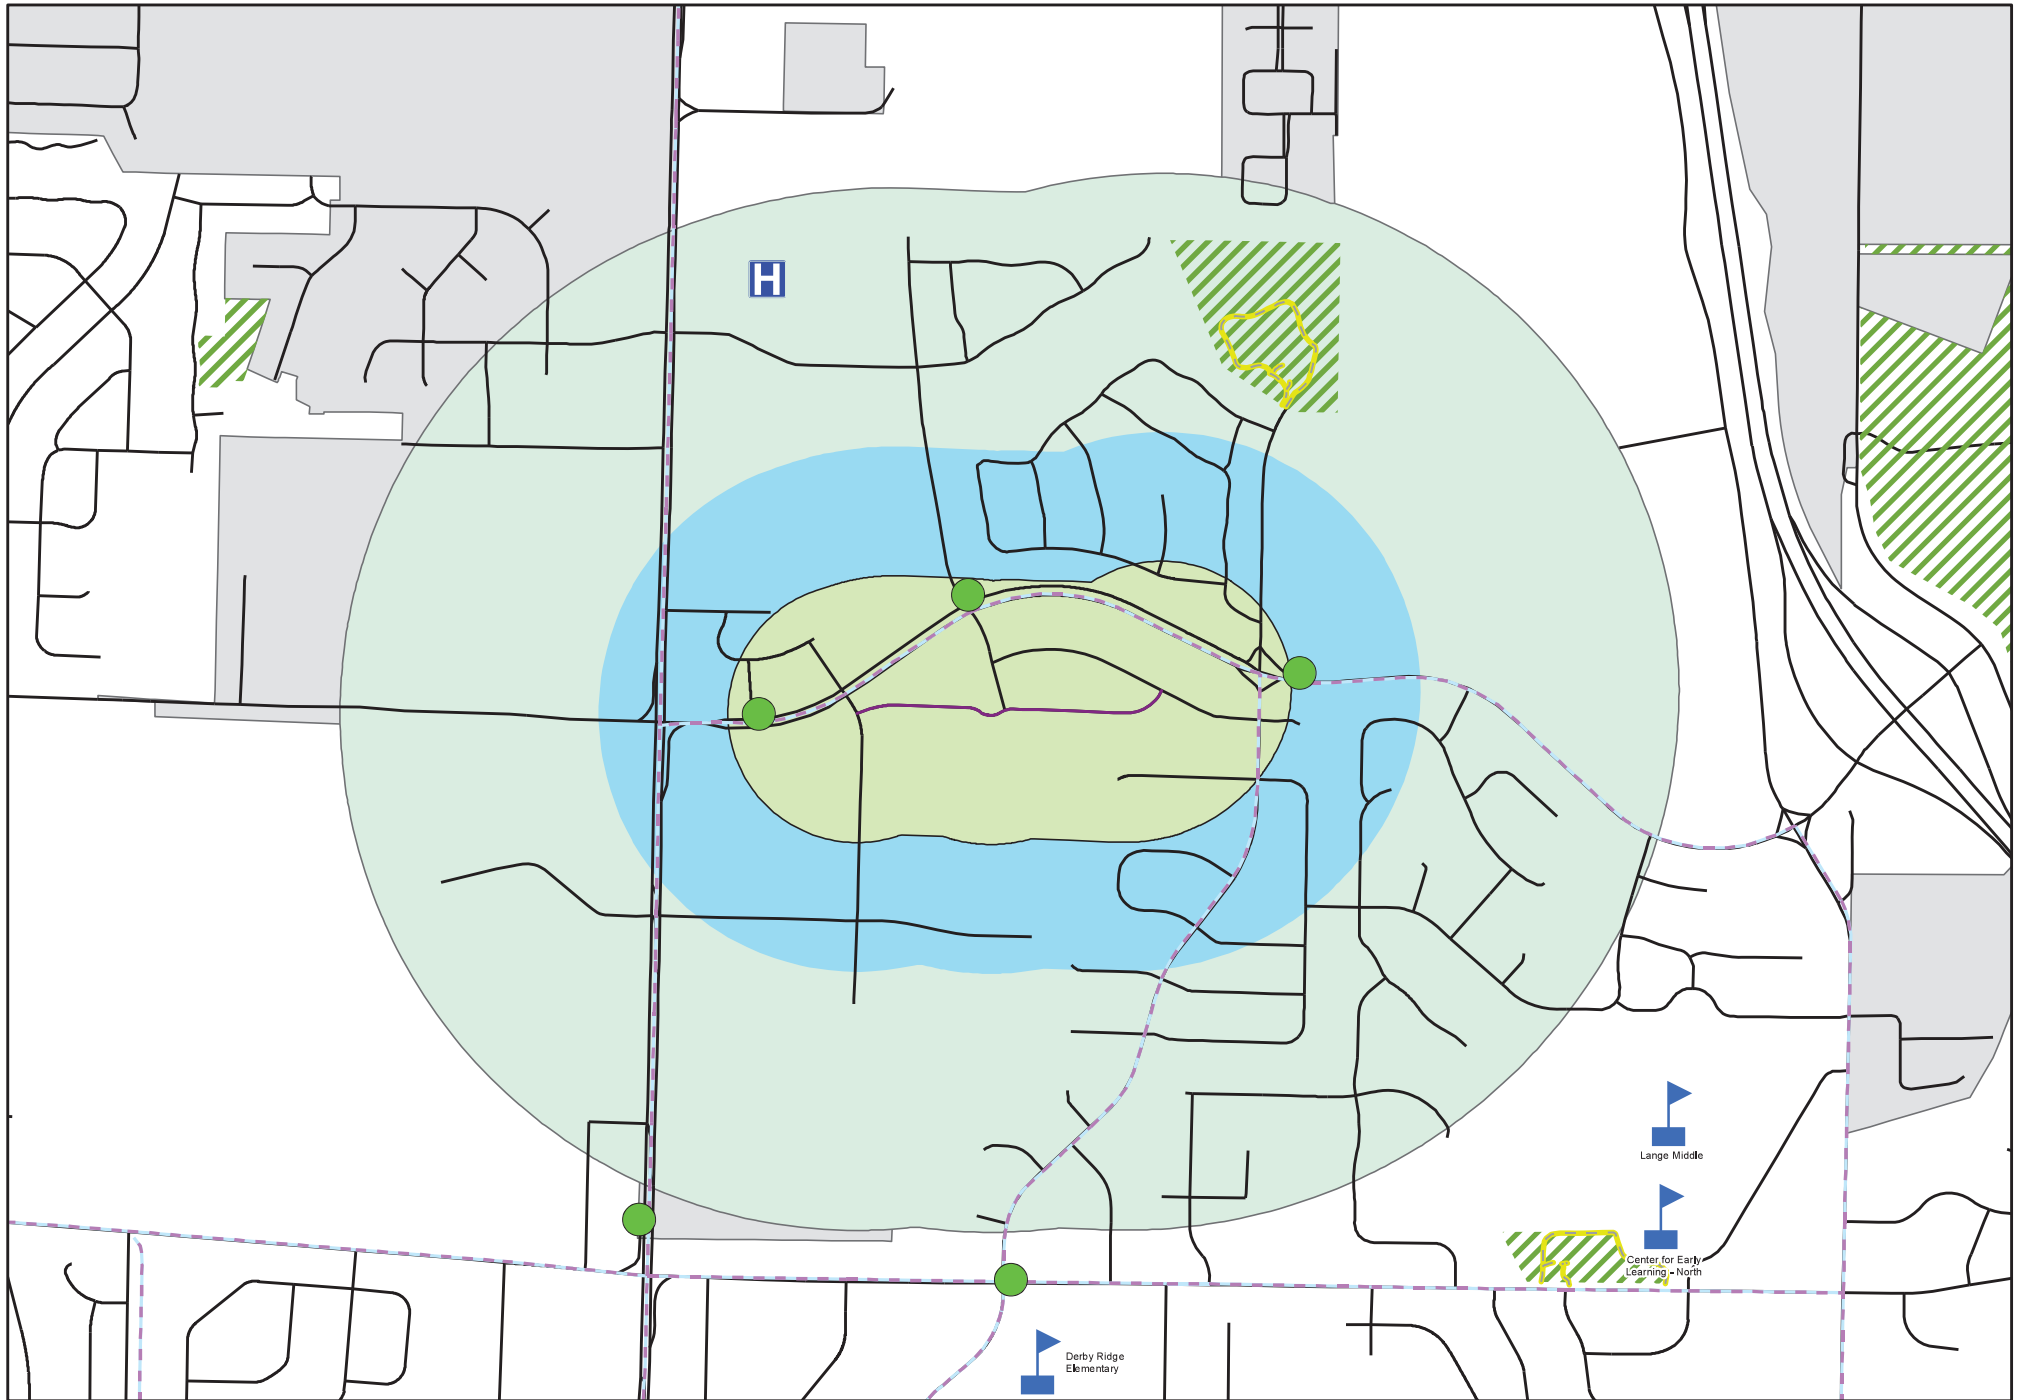 H
Lange Middle
Center for Early
Learning - North
Derby Ridge
Elementary